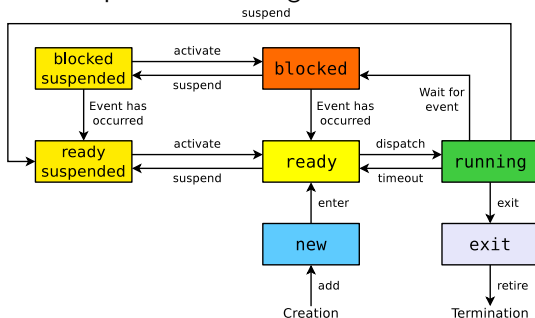 suspend
blocked
suspended
activate
suspend
blocked
Wait for
event
Event has
occurred
Event has
occurred
ready
suspended
activate
suspend
ready
dispatch
timeout
running
enter
exit
new
exit
add
retire
Creation
Termination